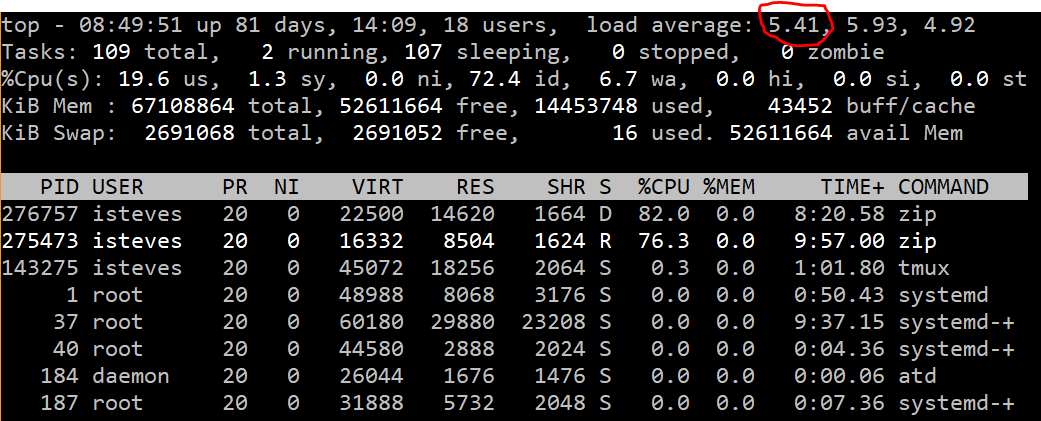 top - 08:49:51 up 81 days, 14:09, 18 users,  load average: 5.41, 5.93, 4.92
Tasks: 109 total,   2 running, 107 sleeping,   0 stopped,   0 zombie
%Cpu(s): 19.6 us,  1.3 sy,  0.0 ni, 72.4 id,  6.7 wa,  0.0 hi,  0.0 si,  0.0 st
KiB Mem : 67108864 total, 52611664 free, 14453748 used,    43452 buff/cache
KiB Swap:  2691068 total,  2691052 free,       16 used. 52611664 avail Mem
PID USER      PR  NI    VIRT    RES    SHR S  %CPU %MEM     TIME+ COMMAND
276757 isteves   20   0   22500  14620   1664 D  82.0  0.0   8:20.58 zip
275473 isteves   20   0   16332   8504   1624 R  76.3  0.0   9:57.00 zip
143275 isteves   20   0   45072  18256   2064 S   0.3  0.0   1:01.80 tmux
1 root      20   0   48988   8068   3176 S   0.0  0.0   0:50.43 systemd
37 root      20   0   60180  29880  23208 S   0.0  0.0   9:37.15 systemd-+
40 root      20   0   44580   2888   2024 S   0.0  0.0   0:04.36 systemd-+
184 daemon    20   0   26044   1676   1476 S   0.0  0.0   0:00.06 atd
187 root      20   0   31888   5732   2048 S   0.0  0.0   0:07.36 systemd-+